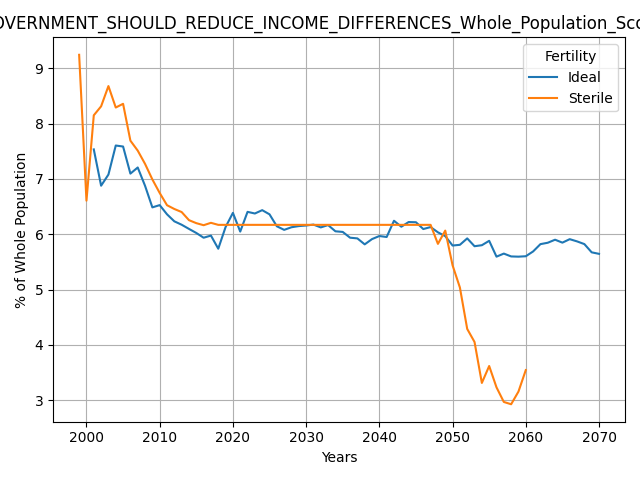 OVERNMENT_SHOULD_REDUCE_INCOME_DIFFERENCES_Whole_Population_Sco
Fertility
Ideal
Sterile
% of Whole Population
9
8
7
6
5
4
3
2000 2010 2020 2030 2040 2050 2060 2070
Years